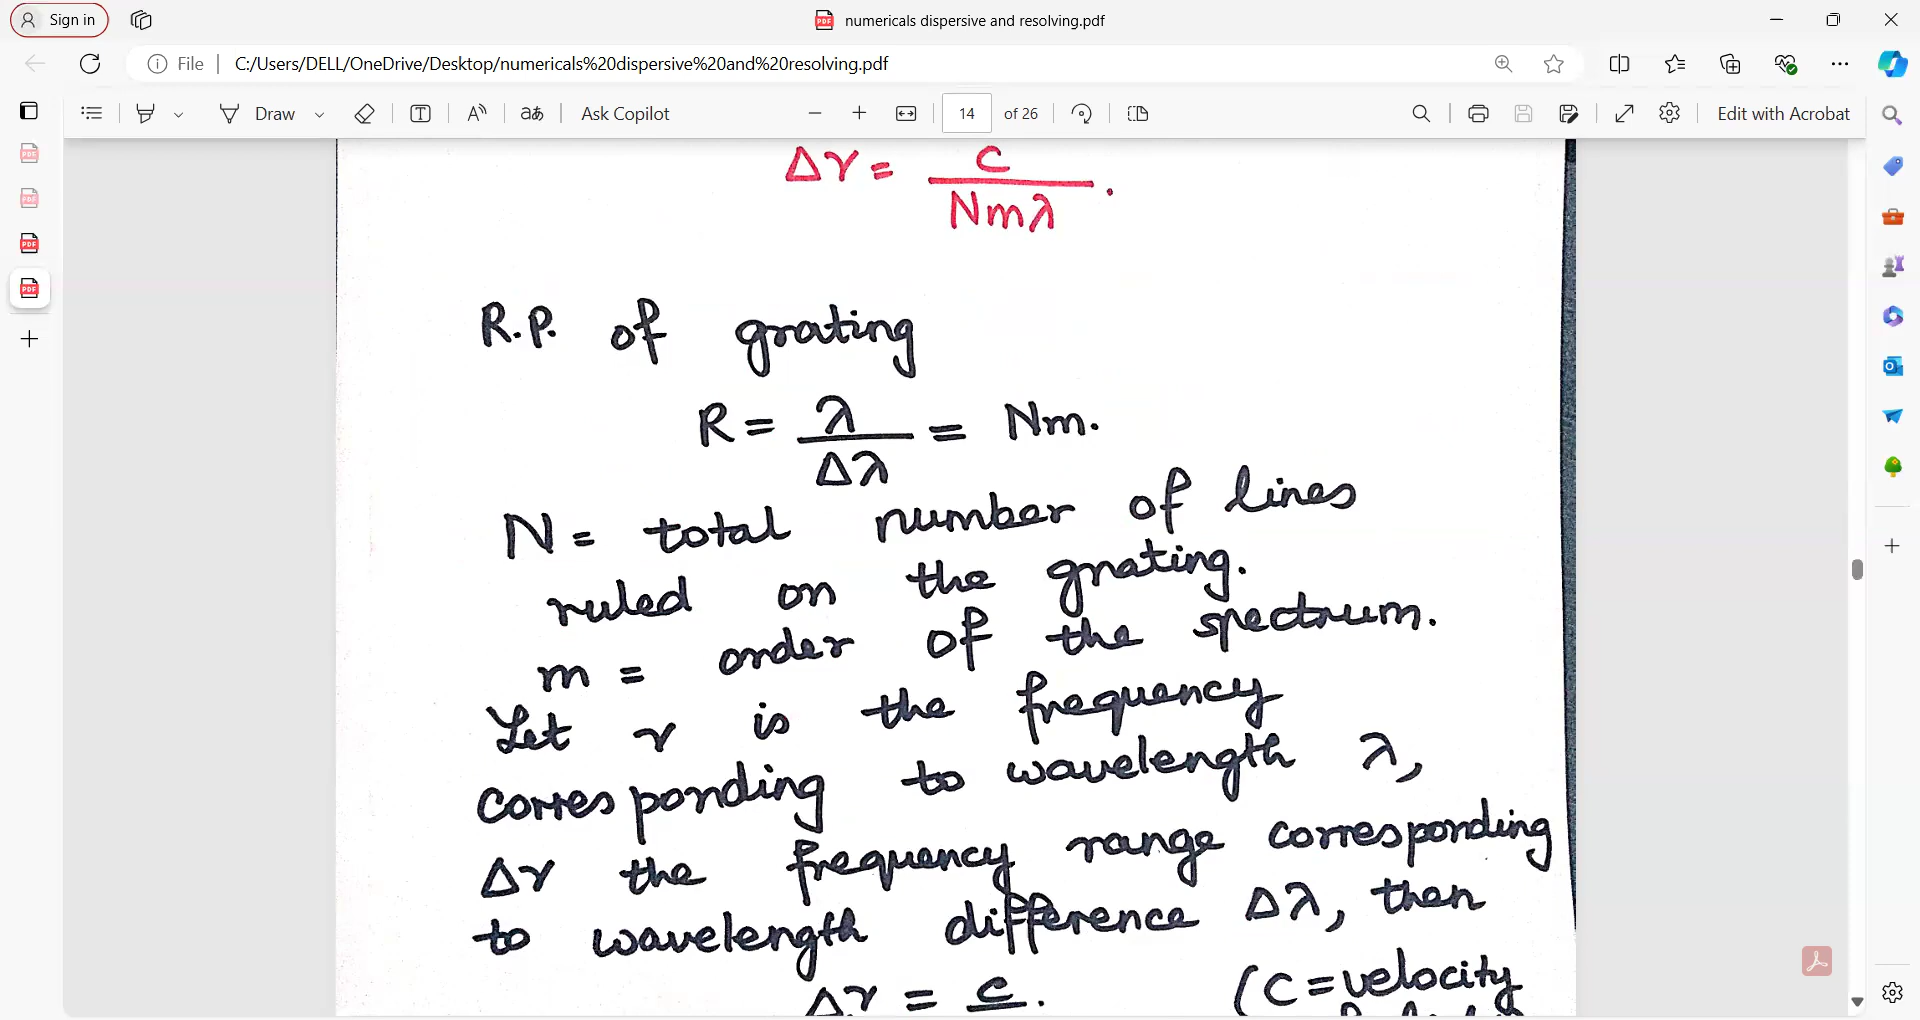 Sign in
numericals dispersive and resolving.pdf
File
C:/Users/DELL/OneDrive/Desktop/numericals%20dispersive%20and%20resolving.pdf
Draw
Ask Copilot
14 of 26
Edit with Acrobat
Δν = C
Nmλ .
R.P. of grating
R = λ = Nm.
Δλ
N = total number of lines
ruled on the grating.
m = order of the spectrum.
Let ν is the frequency
corresponding to wavelength λ,
Δν the frequency range corresponding
to wavelength difference Δλ, then
Δν = c . (C = velocity